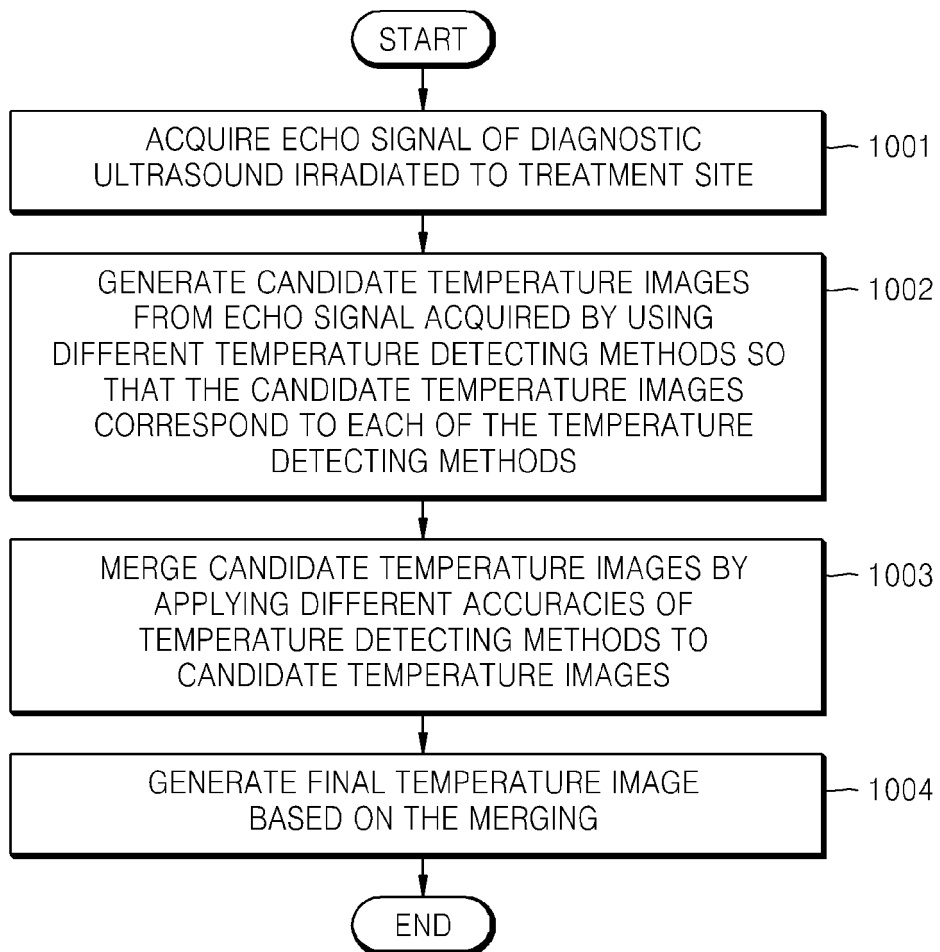 START
ACQUIRE ECHO SIGNAL OF DIAGNOSTIC
ULTRASOUND IRRADIATED TO TREATMENT SITE
1001
GENERATE CANDIDATE TEMPERATURE IMAGES
FROM ECHO SIGNAL ACQUIRED BY USING
DIFFERENT TEMPERATURE DETECTING METHODS SO
THAT THE CANDIDATE TEMPERATURE IMAGES
CORRESPOND TO EACH OF THE TEMPERATURE
DETECTING METHODS
1002
MERGE CANDIDATE TEMPERATURE IMAGES BY
APPLYING DIFFERENT ACCURACIES OF
TEMPERATURE DETECTING METHODS TO
CANDIDATE TEMPERATURE IMAGES
1003
GENERATE FINAL TEMPERATURE IMAGE
BASED ON THE MERGING
1004
END